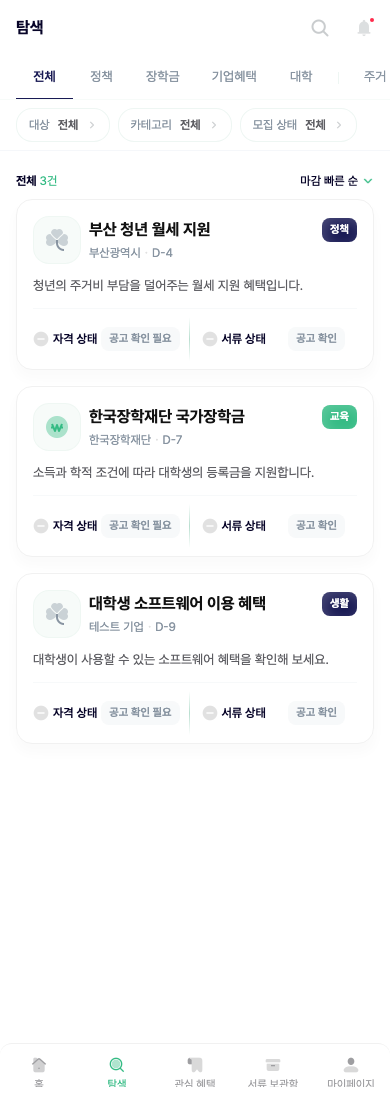 탐색
전체 정책 장학금 기업혜택 대학 주거
대상 전체 카테고리 전체 모집 상태 전체
전체 3건 마감 빠른 순
부산 청년 월세 지원 정책
부산광역시 · D-4
청년의 주거비 부담을 덜어주는 월세 지원 혜택입니다.
자격 상태 공고 확인 필요 서류 상태 공고 확인
한국장학재단 국가장학금 교육
한국장학재단 · D-7
소득과 학적 조건에 따라 대학생의 등록금을 지원합니다.
자격 상태 공고 확인 필요 서류 상태 공고 확인
대학생 소프트웨어 이용 혜택 생활
테스트 기업 · D-9
대학생이 사용할 수 있는 소프트웨어 혜택을 확인해 보세요.
자격 상태 공고 확인 필요 서류 상태 공고 확인
홈 탐색 관심 혜택 서류 보관함 마이페이지